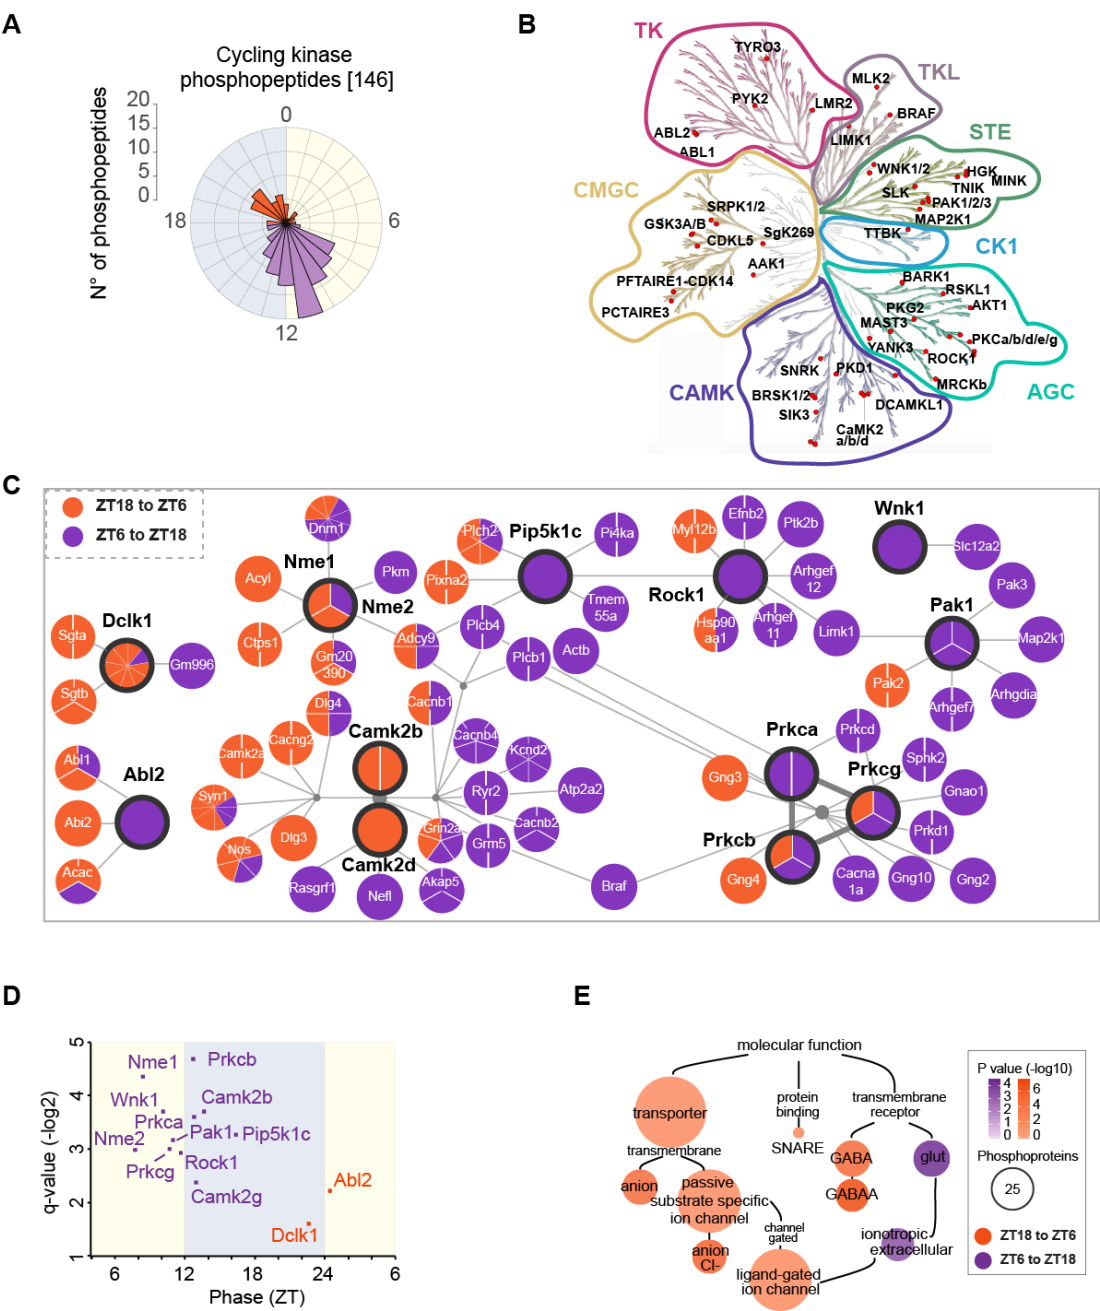 A
Cycling kinase
phosphopeptides [146]
N° of phosphopeptides
20
15
10
5
0
0
6
12
18
B
TK
TYRO3
PYK2
LMR2
ABL2
ABL1
TKL
MLK2
BRAF
LIMK1
STE
WNK1/2
HGK
MINK
TNIK
SLK
PAK1/2/3
MAP2K1
TTBK
CK1
CMGC
SRPK1/2
GSK3A/B
CDKL5
SgK269
AAK1
PFTAIRE1-CDK14
PCTAIRE3
BARK1
RSKL1
AKT1
PKG2
MAST3
PKCa/b/d/e/g
YANK3
ROCK1
MRCKb
AGC
CAMK
SNRK
PKD1
BRSK1/2
SIK3
DCAMKL1
CaMK2
a/b/d
C
ZT18 to ZT6
ZT6 to ZT18
Dnm1
Nme1
Acyl
Pkm
Nme2
Ctps1
Gm20
390
Adcy9
Plch2
Pip5k1c
Pi4ka
Pixna2
Tmem
55a
Plcb4
Plcb1
Actb
Myl12b
Efnb2
Ptk2b
Rock1
Arhgef
12
Hsp90
aa1
Arhgef
11
Limk1
Wnk1
Slc12a2
Pak3
Pak1
Map2k1
Pak2
Arhgef7
Arhgdia
Sgta
Dclk1
Gm996
Sgtb
Dlg4
Cacnb1
Camk2b
Camk2a
Cacng2
Cacnb4
Kcnd2
Abl1
Abl2
Syn1
Ryr2
Atp2a2
Abi2
Dlg3
Cacnb2
Grin2a
Grm5
Nos
Acac
Camk2d
Rasgrf1
Nefl
Akap5
Braf
Prkca
Prkcd
Sphk2
Prkcg
Gng3
Gnao1
Prkcb
Prkd1
Gng4
Cacna
1a
Gng10
Gng2
D
q-value (-log2)
5
4
3
2
1
Nme1
Prkcb
Wnk1
Camk2b
Prkca
Nme2
Pak1
Pip5k1c
Prkcg
Rock1
Camk2g
Abl2
Dclk1
6
12
18
24
6
Phase (ZT)
E
molecular function
transporter
protein
binding
transmembrane
receptor
SNARE
transmembrane
GABA
glut
anion
passive
substrate specific
ion channel
GABAA
channel
gated
anion
Cl-
ionotropic
extracellular
ligand-gated
ion channel
P value (-log10)
4
3
2
1
0
6
4
2
0
Phosphoproteins
25
ZT18 to ZT6
ZT6 to ZT18